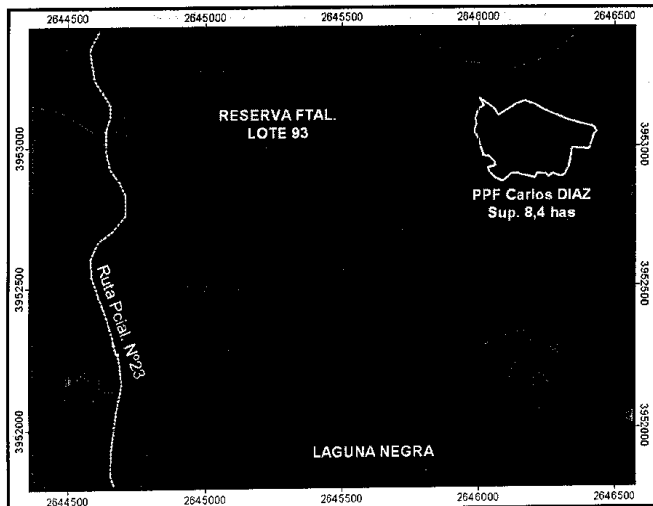 2644500 2645000 2645500 2646000 2646500
RESERVA FTAL.
LOTE 93
3953000 3953000
PPF Carlos DIAZ
Sup. 8,4 has
3952500 3952500
Ruta Pcial. Nº23
3952000 3952000
LAGUNA NEGRA
2644500 2645000 2645500 2646000 2646500